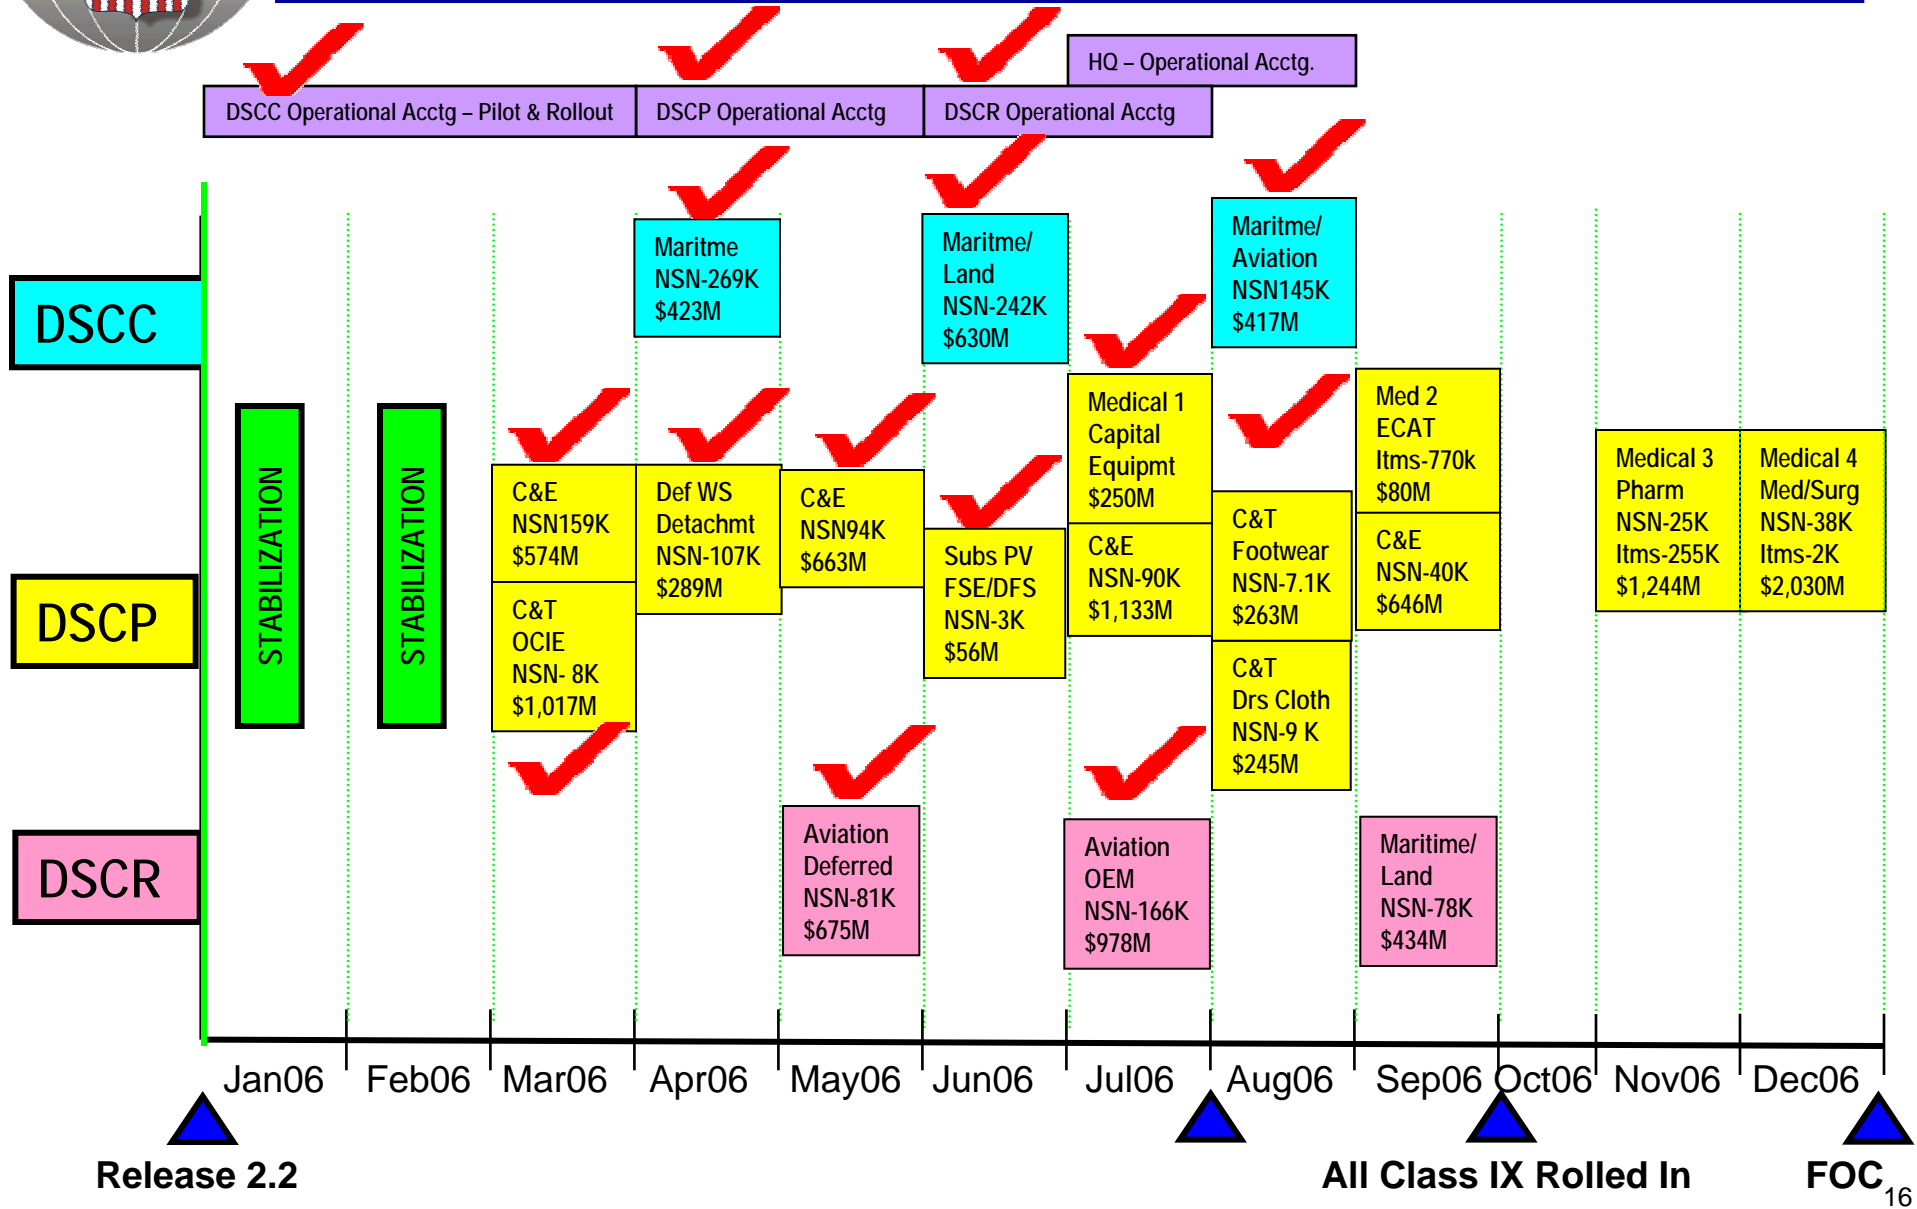 HQ – Operational Acctg.
DSCC Operational Acctg – Pilot & Rollout
DSCP Operational Acctg
DSCR Operational Acctg
DSCC
Maritme
NSN-269K
$423M
Maritme/
Land
NSN-242K
$630M
Maritme/
Aviation
NSN145K
$417M
DSCP
STABILIZATION
STABILIZATION
C&E
NSN159K
$574M
C&T
OCIE
NSN- 8K
$1,017M
Def WS
Detachmt
NSN-107K
$289M
C&E
NSN94K
$663M
Subs PV
FSE/DFS
NSN-3K
$56M
Medical 1
Capital
Equipmt
$250M
C&E
NSN-90K
$1,133M
C&T
Footwear
NSN-7.1K
$263M
C&T
Drs Cloth
NSN-9 K
$245M
Med 2
ECAT
Itms-770k
$80M
C&E
NSN-40K
$646M
Medical 3
Pharm
NSN-25K
Itms-255K
$1,244M
Medical 4
Med/Surg
NSN-38K
Itms-2K
$2,030M
DSCR
Aviation
Deferred
NSN-81K
$675M
Aviation
OEM
NSN-166K
$978M
Maritime/
Land
NSN-78K
$434M
Jan06 Feb06 Mar06 Apr06 May06 Jun06 Jul06 Aug06 Sep06 Oct06 Nov06 Dec06
Release 2.2
All Class IX Rolled In
FOC
16